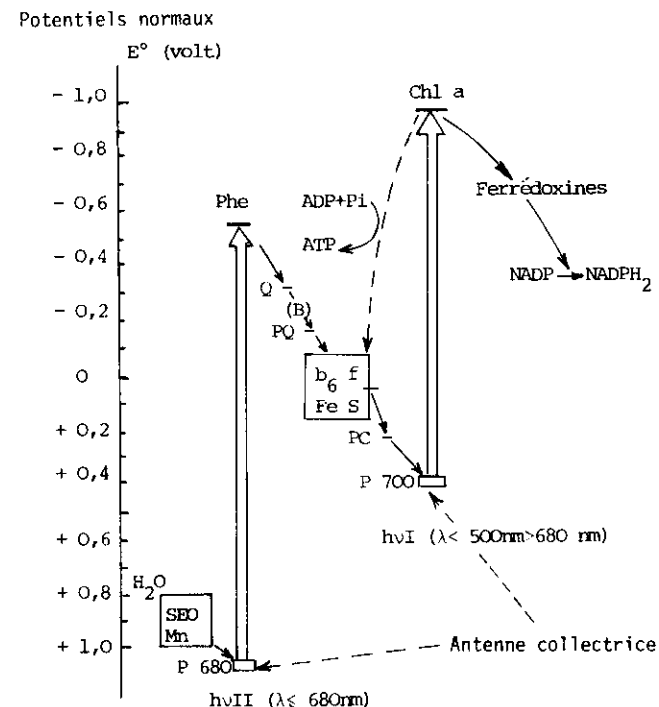 Potentiels normaux
E° (volt)
- 1,0
- 0,8
- 0,6
- 0,4
- 0,2
0
+ 0,2
+ 0,4
+ 0,6
+ 0,8
+ 1,0
Chl a
Phe
ADP+Pi
ATP
Ferrédoxines
NADP
NADPH2
Q
(B)
PQ
b6 f
Fe S
PC
P 700
hνI (λ< 500nm>680 nm)
H2O
SEO
Mn
P 680
Antenne collectrice
hνII (λ⩽ 680nm)